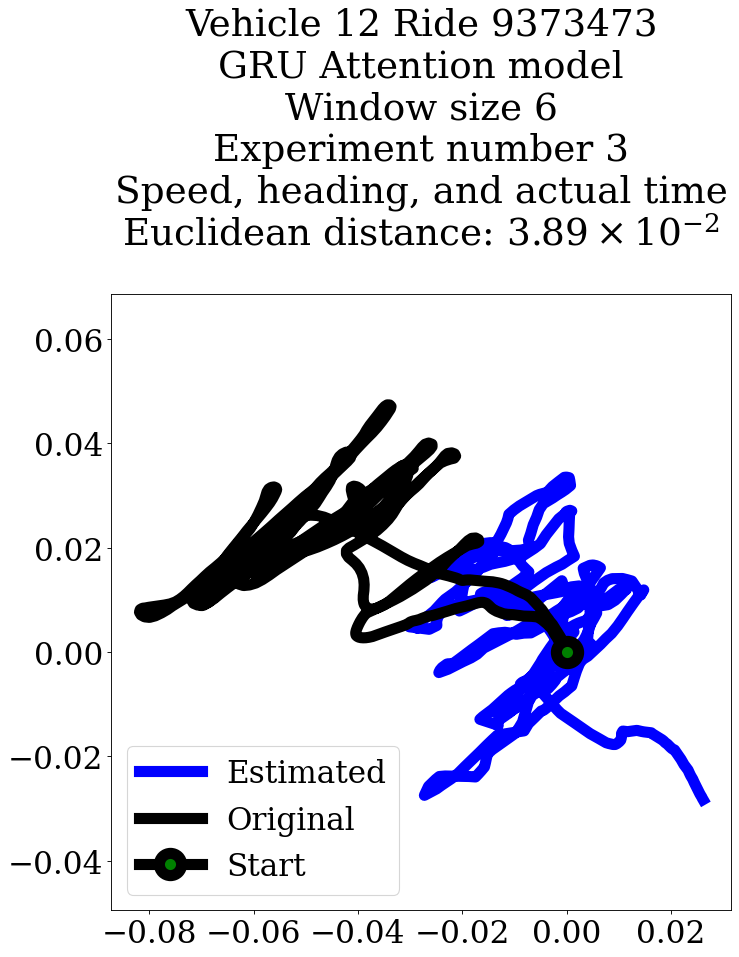 Vehicle 12 Ride 9373473
GRU Attention model
Window size 6
Experiment number 3
Speed, heading, and actual time
Euclidean distance: 3.89 × 10⁻²
0.06
0.04
0.02
0.00
−0.02
−0.04
Estimated
Original
Start
−0.08 −0.06 −0.04 −0.02 0.00 0.02